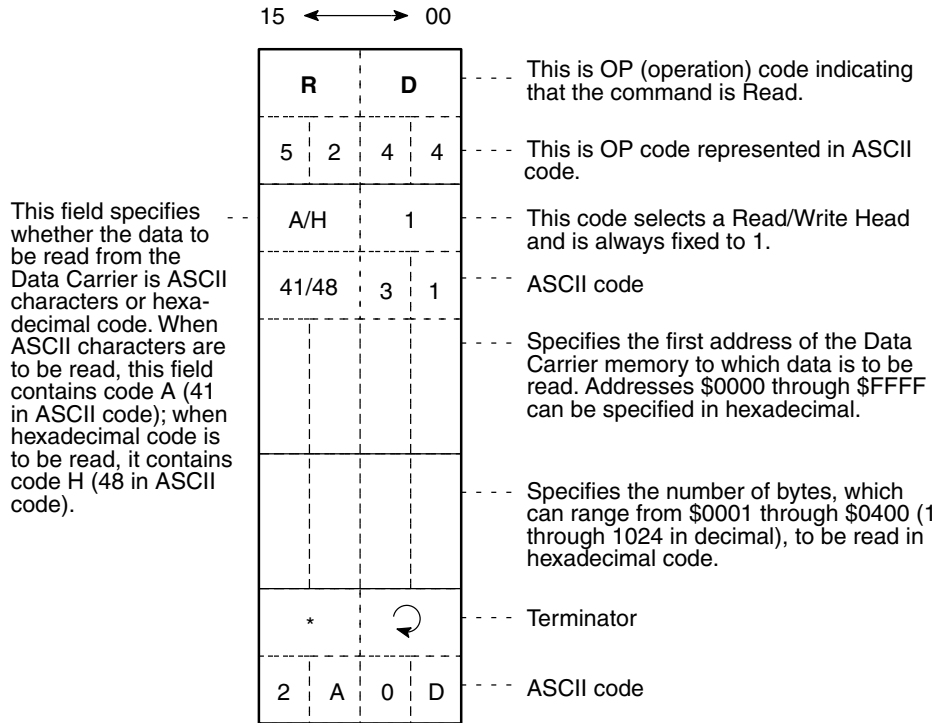 15 00
R D
This is OP (operation) code indicating
that the command is Read.
5 2 4 4
This is OP code represented in ASCII
code.
This field specifies
whether the data to
be read from the
Data Carrier is ASCII
characters or hexa-
decimal code. When
ASCII characters are
to be read, this field
contains code A (41
in ASCII code); when
hexadecimal code is
to be read, it contains
code H (48 in ASCII
code).
A/H 1
This code selects a Read/Write Head
and is always fixed to 1.
41/48 3 1
ASCII code
Specifies the first address of the Data
Carrier memory to which data is to be
read. Addresses $0000 through $FFFF
can be specified in hexadecimal.
Specifies the number of bytes, which
can range from $0001 through $0400 (1
through 1024 in decimal), to be read in
hexadecimal code.
*
Terminator
2 A 0 D
ASCII code